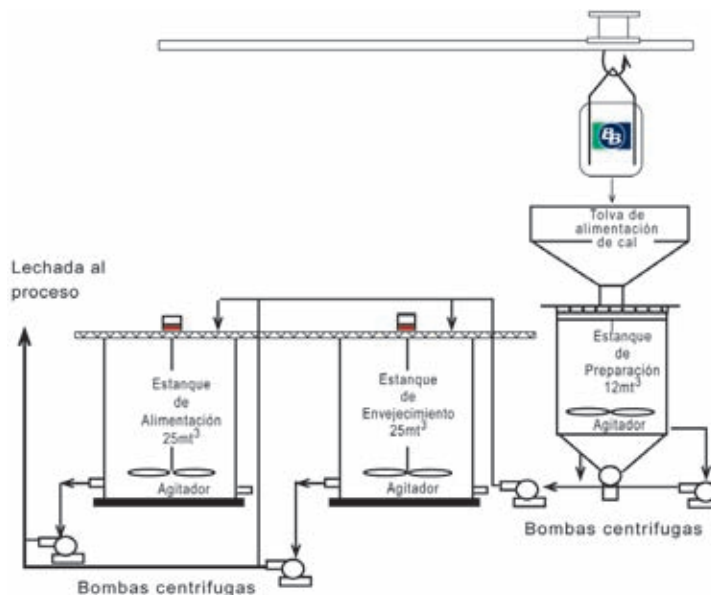 BB
Tolva de
alimentación
de cal
Lechada al
proceso
Estanque
de
Preparación
12mt³
Agitador
Estanque
de
Alimentación
25mt³
Agitador
Estanque
de
Envejecimiento
25mt³
Agitador
Bombas centrifugas
Bombas centrifugas